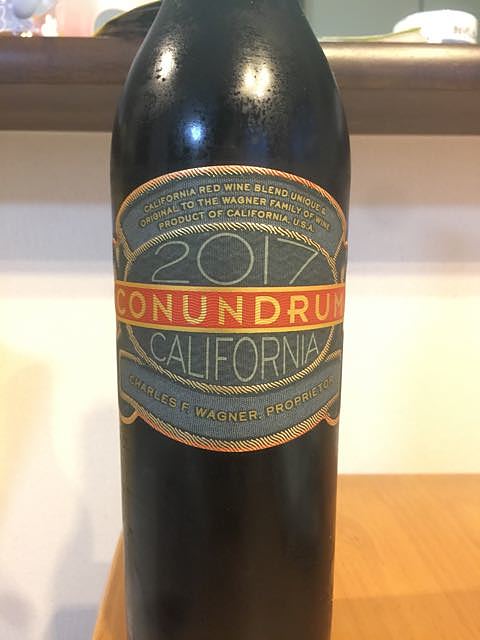 CALIFORNIA RED WINE BLEND UNIQUE &
ORIGINAL TO THE WAGNER FAMILY OF WINE
PRODUCT OF CALIFORNIA, U.S.A.
2017
CONUNDRUM
CALIFORNIA
CHARLES F. WAGNER, PROPRIETOR